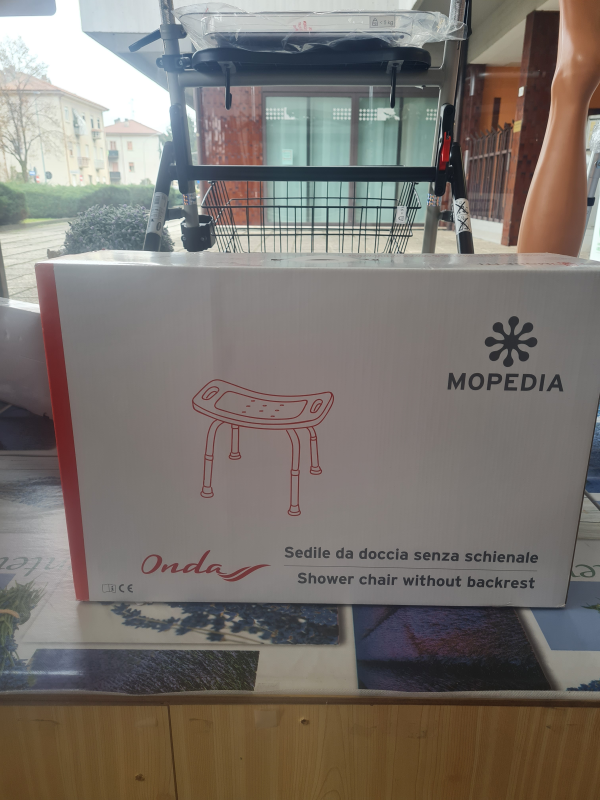 MOPEDIA
Onda
Sedile da doccia senza schienale
Shower chair without backrest
CE